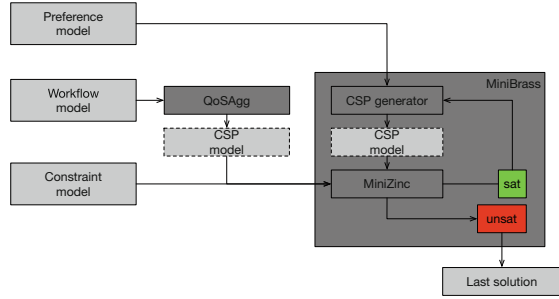 Preference
model
MiniBrass
Workflow
model
QoSAgg
CSP generator
CSP
model
CSP
model
Constraint
model
MiniZinc
sat
unsat
Last solution